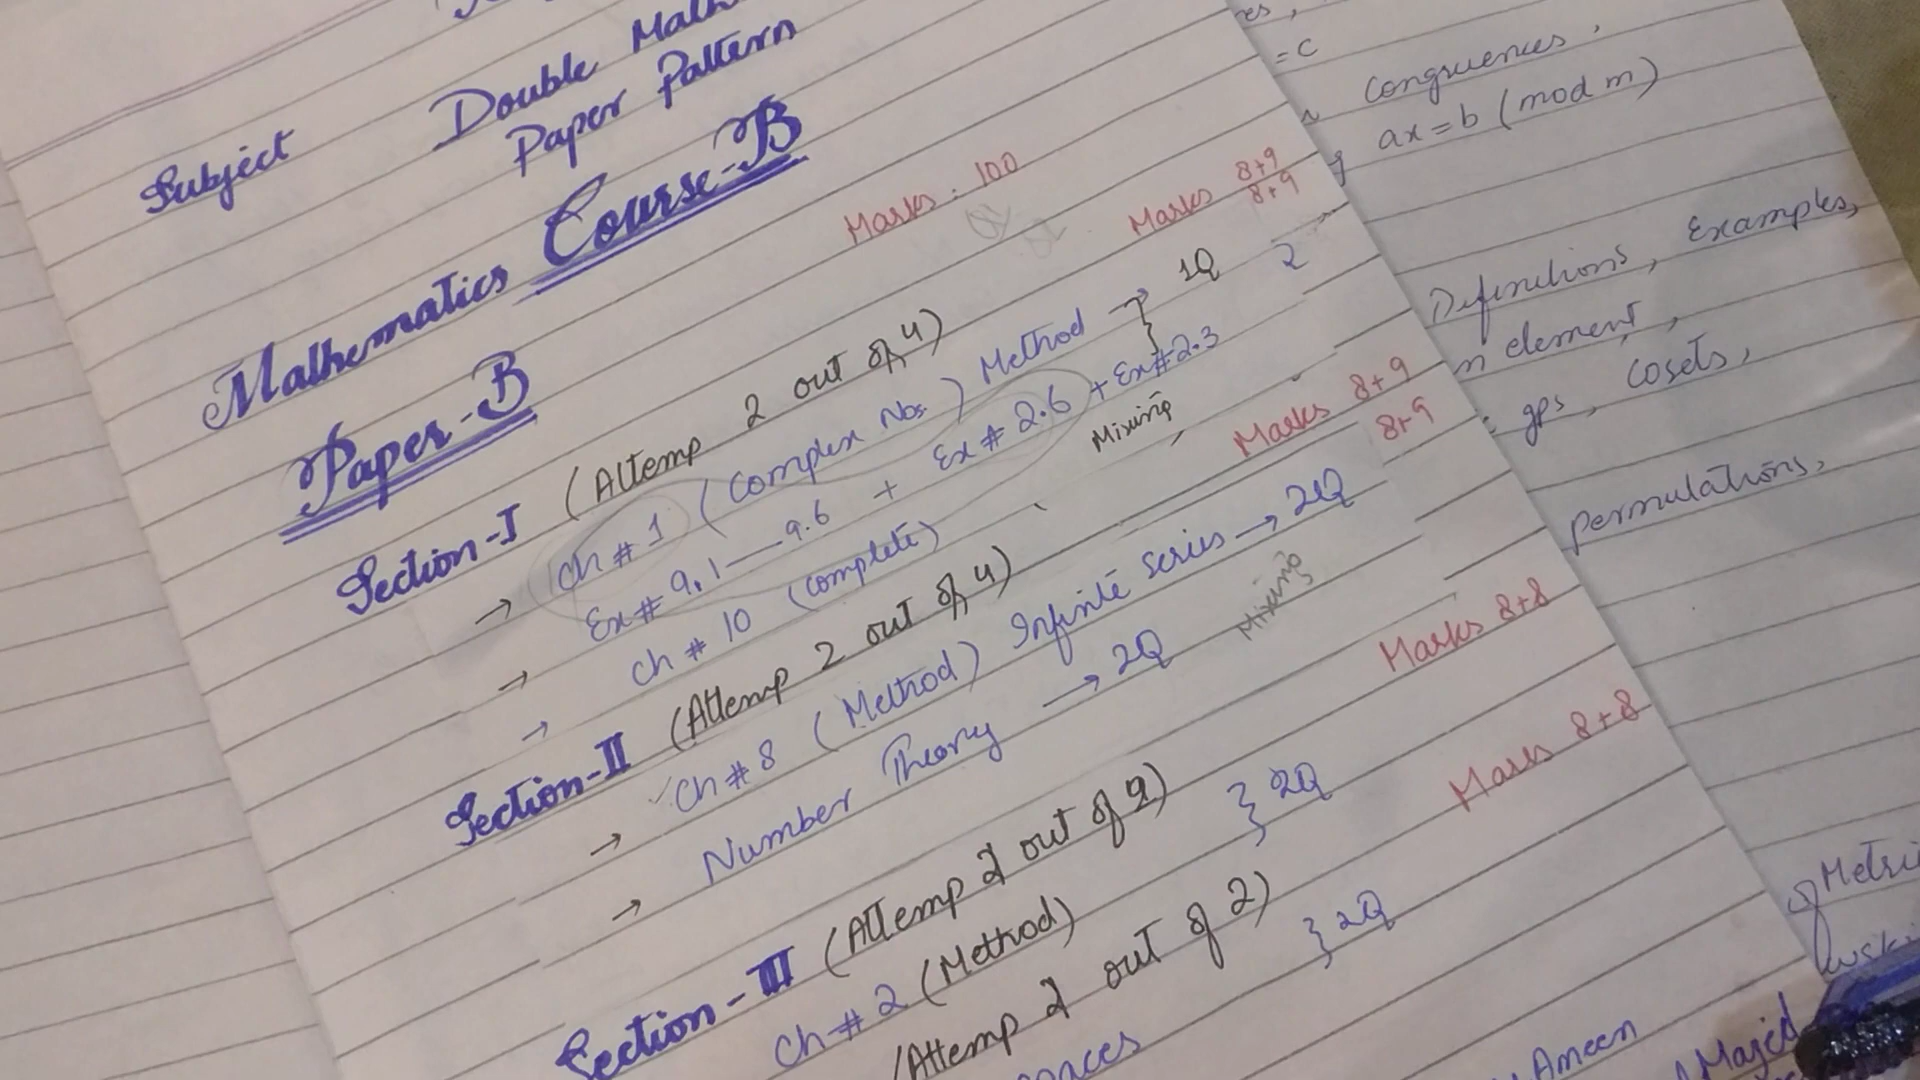 Subject Double Math
Paper Pattern
Mathematics Course-B
Paper-B
Marks: 100
Section-I (Attemp 2 out of 4) Marks 8+9
8+9
→ Ch # 1 (Complex Nos) Method → 1Q
→ Ex # 9.1—9.6 + Ex # 2.6 + Ex # 2.3 2
→ Ch # 10 (Complete) Mixing
Section-II (Attemp 2 out of 4) Marks 8+9
8+9
→ Ch # 8 (Method) Infinite Series → 2Q
→ Number Theory → 2Q Mixing
Section-III (Attemp 2 out of 2) Marks 8+8
Ch # 2 (Method) } 2Q
(Attemp 2 out of 2) Marks 8+8
} 2Q
= c
congruences,
ax = b (mod m)
Definitions, Examples,
element,
gps, Cosets,
permutations,
Ameen
Majid